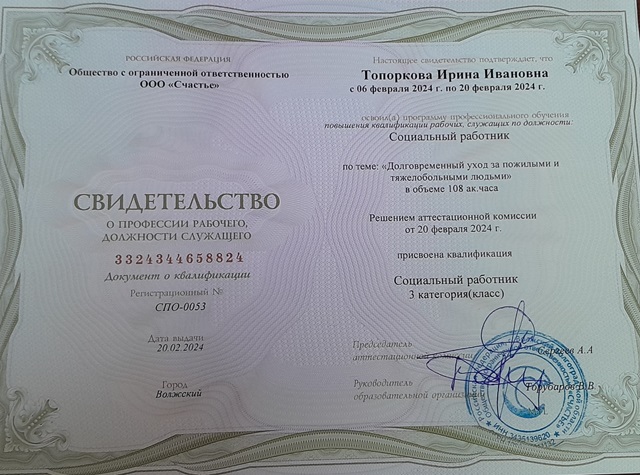 РОССИЙСКАЯ ФЕДЕРАЦИЯ
Общество с ограниченной ответственностью
ООО «Счастье»
СВИДЕТЕЛЬСТВО
О ПРОФЕССИИ РАБОЧЕГО,
ДОЛЖНОСТИ СЛУЖАЩЕГО
3324344658824
Документ о квалификации
Регистрационный №
СПО-0053
Дата выдачи
20.02.2024
Город
Волжский
Настоящее свидетельство подтверждает, что
Топоркова Ирина Ивановна
с 06 февраля 2024 г. по 20 февраля 2024 г.
освоил(а) программу профессионального обучения
повышения квалификации рабочих, служащих по должности:
Социальный работник
по теме: «Долговременный уход за пожилыми и
тяжелобольными людьми»
в объеме 108 ак.часа
Решением аттестационной комиссии
от 20 февраля 2024 г.
присвоена квалификация
Социальный работник
3 категория(класс)
Председатель
аттестационной комиссии
Сергеев А.А
Руководитель
образовательной организации
Торубаров В.В.